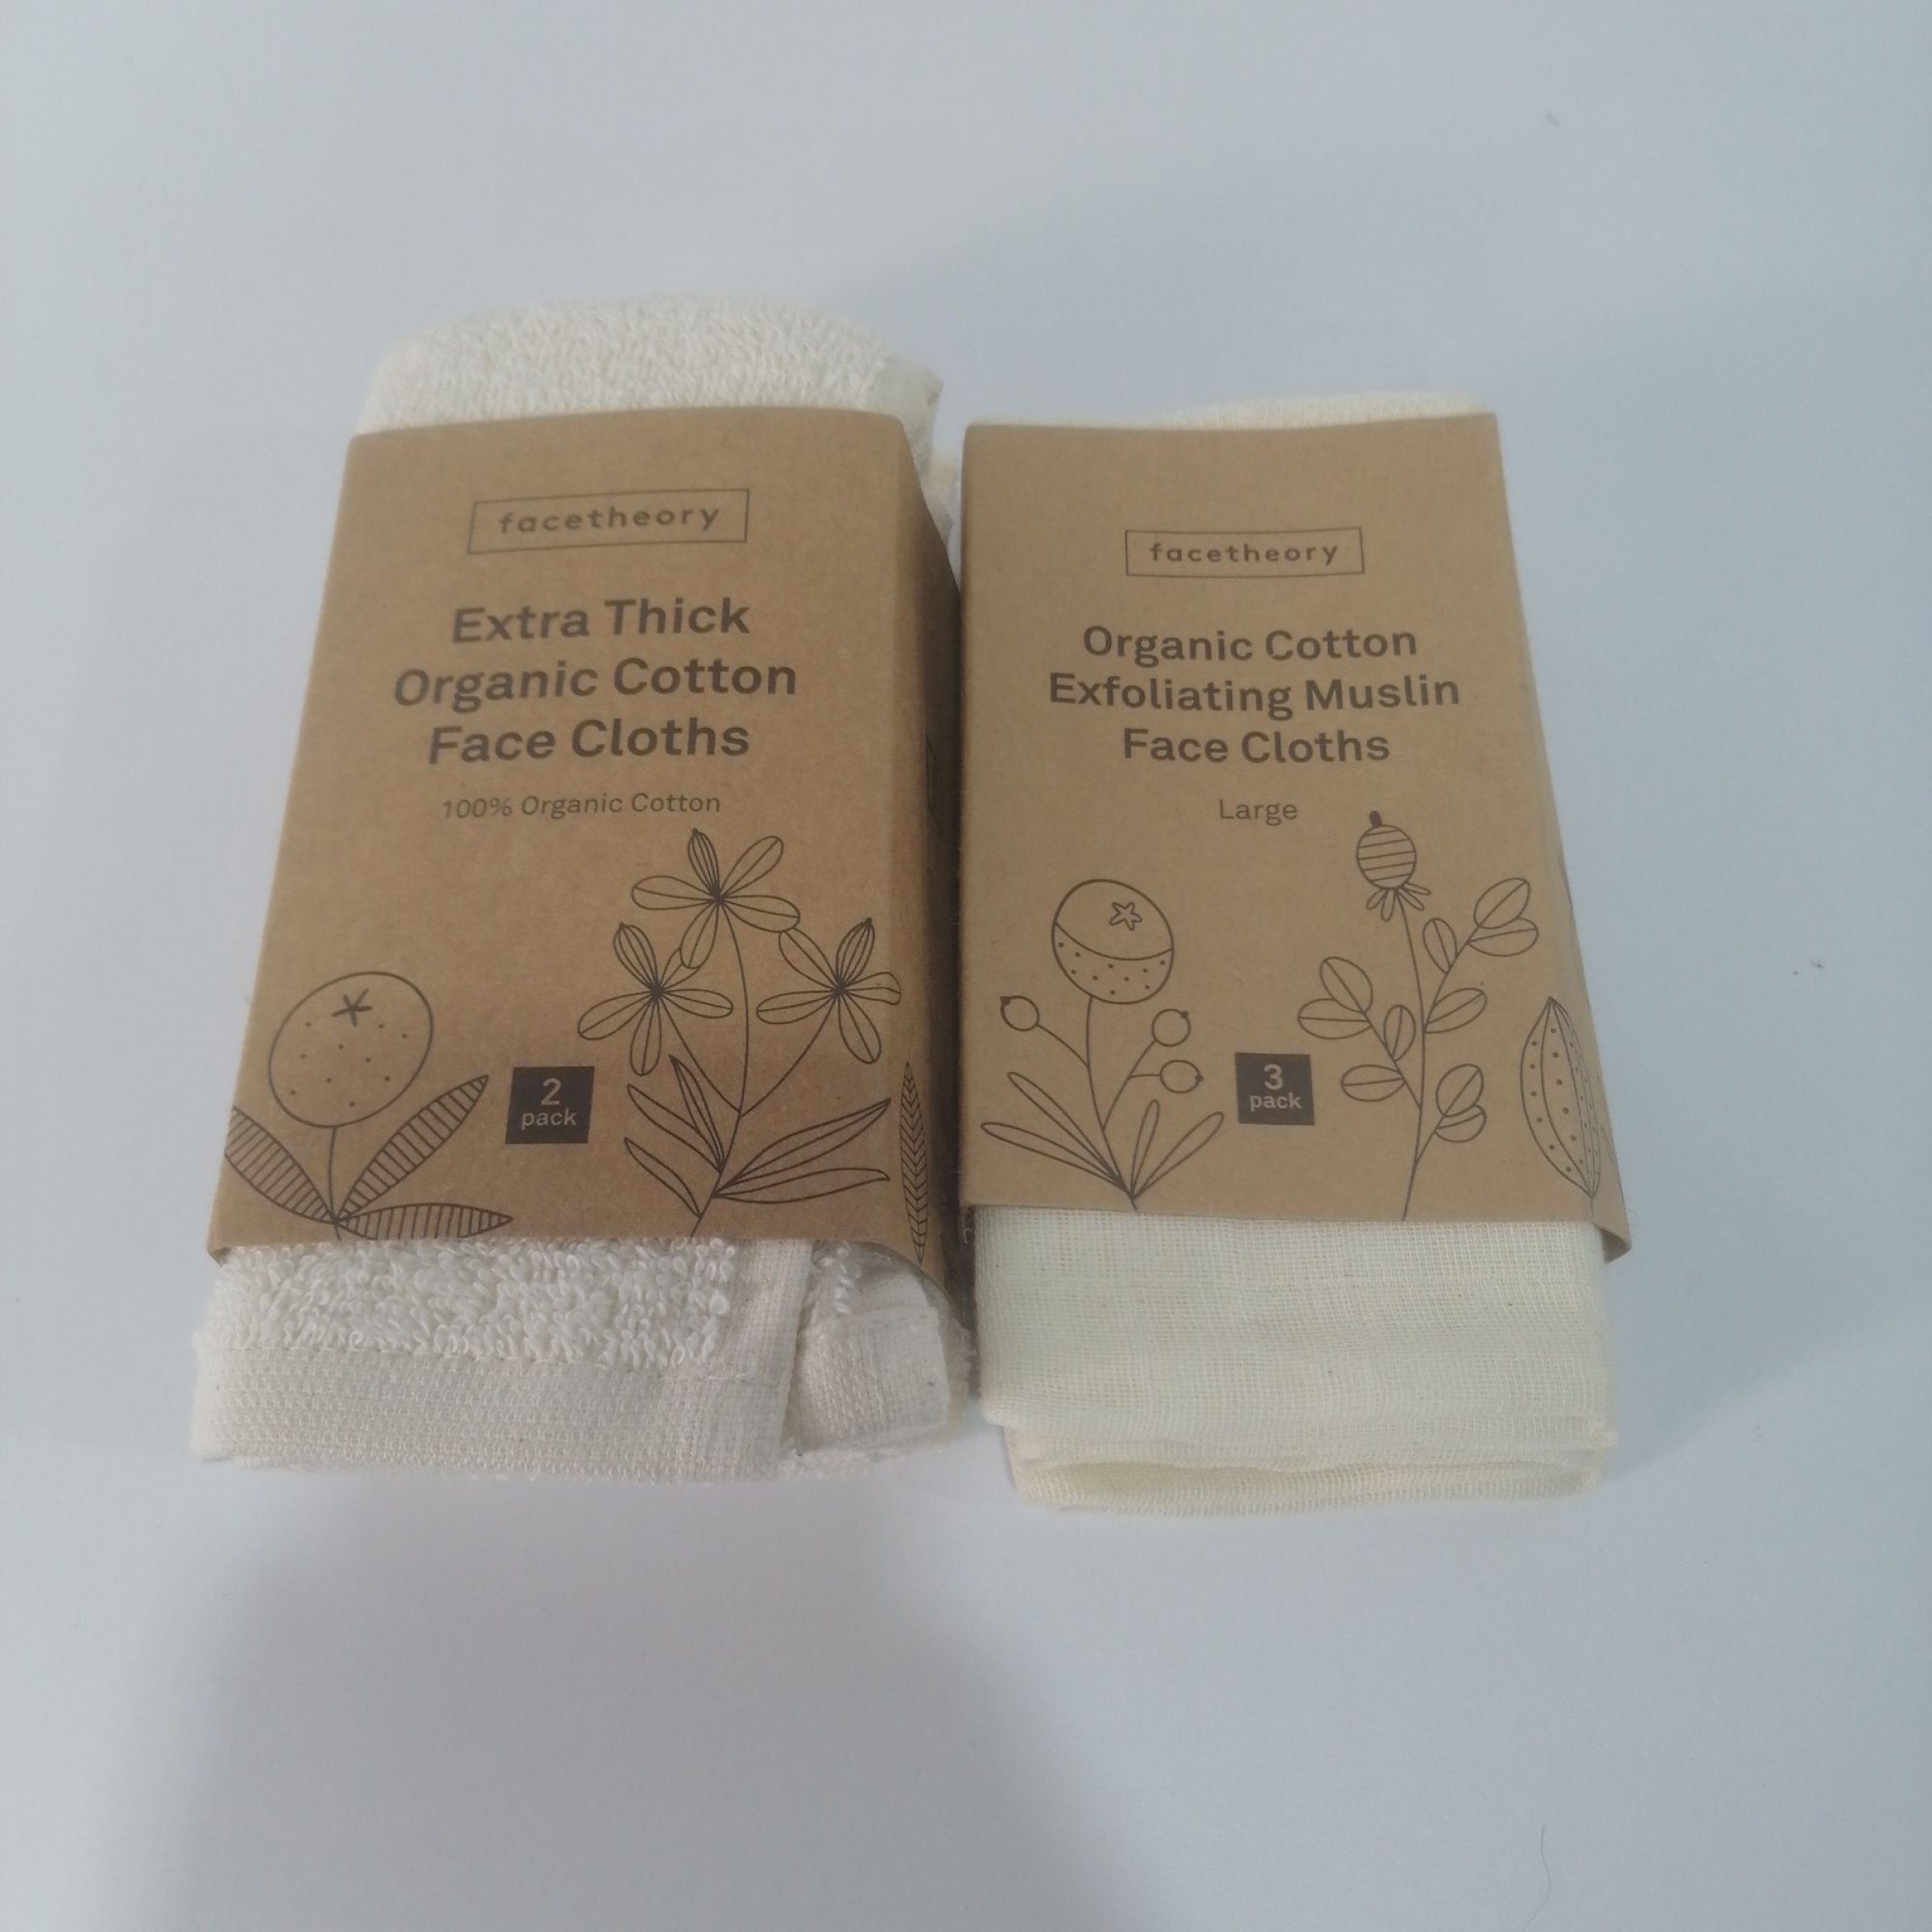 facetheory
Extra Thick
Organic Cotton
Face Cloths
100% Organic Cotton
2
pack
facetheory
Organic Cotton
Exfoliating Muslin
Face Cloths
Large
3
pack